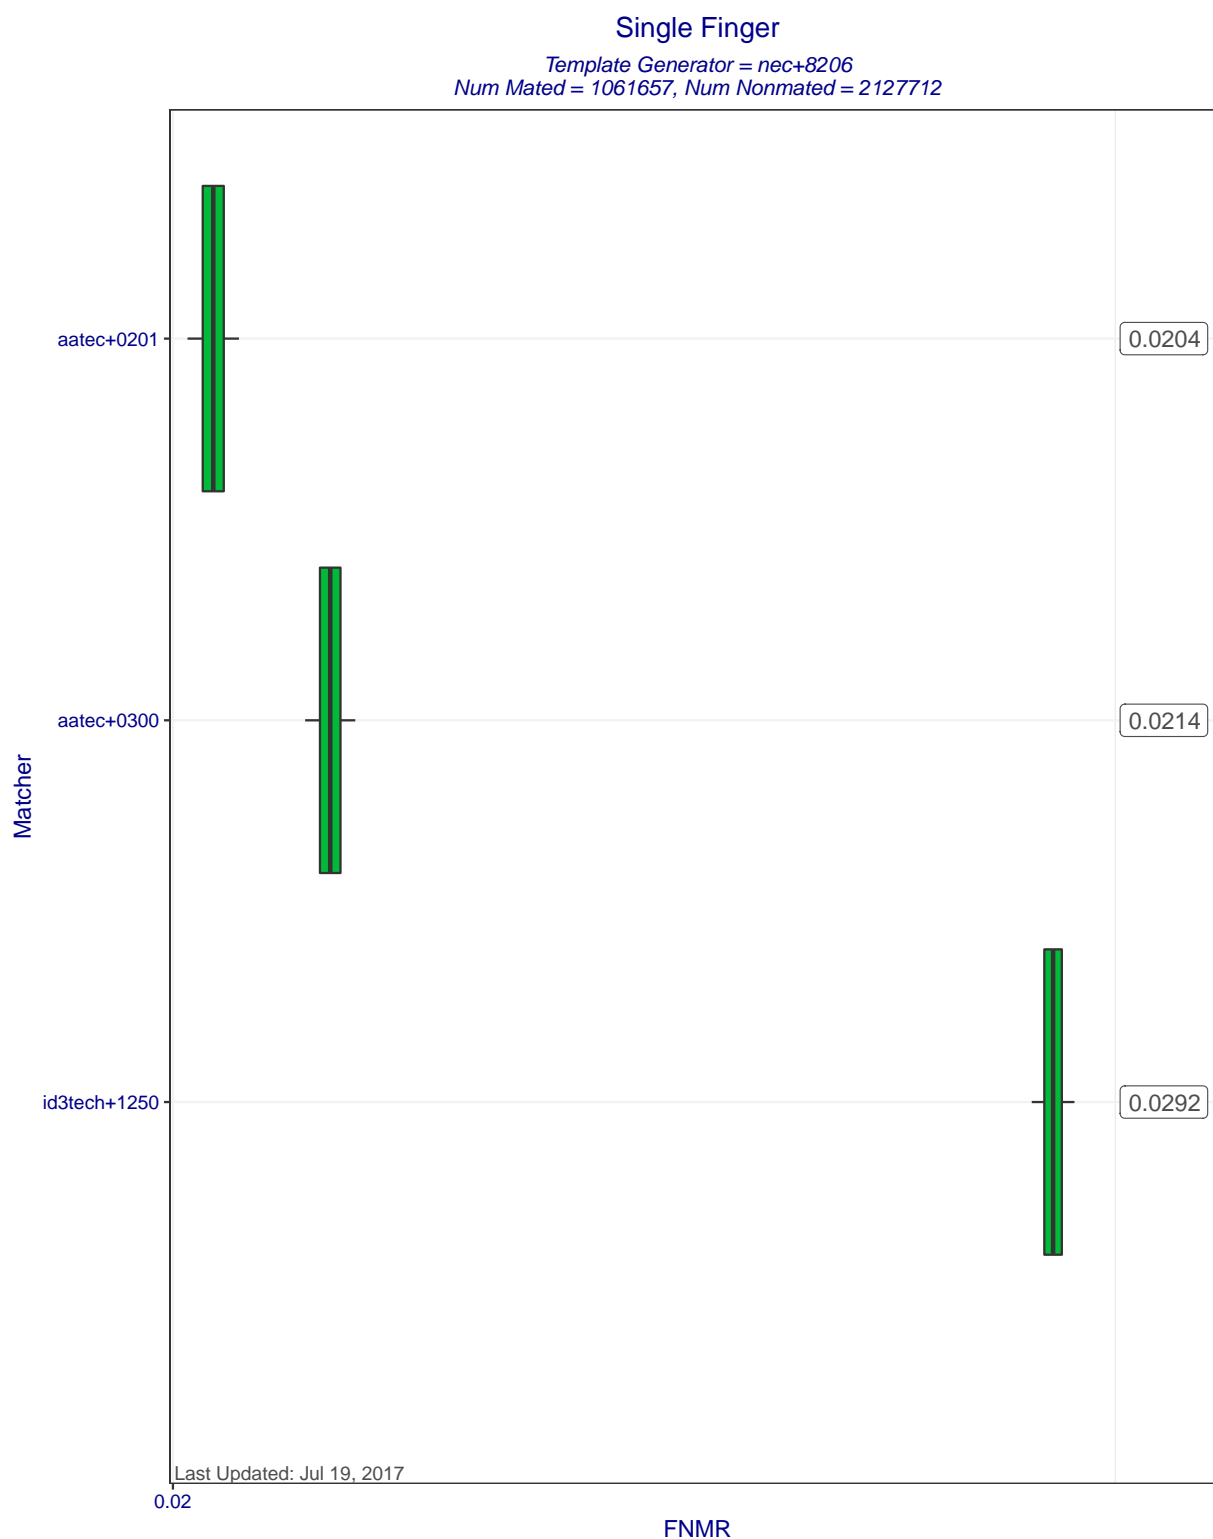 Single Finger
Template Generator = nec+8206
Num Mated = 1061657, Num Nonmated = 2127712
aatec+0201
0.0204
aatec+0300
0.0214
Matcher
id3tech+1250
0.0292
Last Updated: Jul 19, 2017
0.02
FNMR